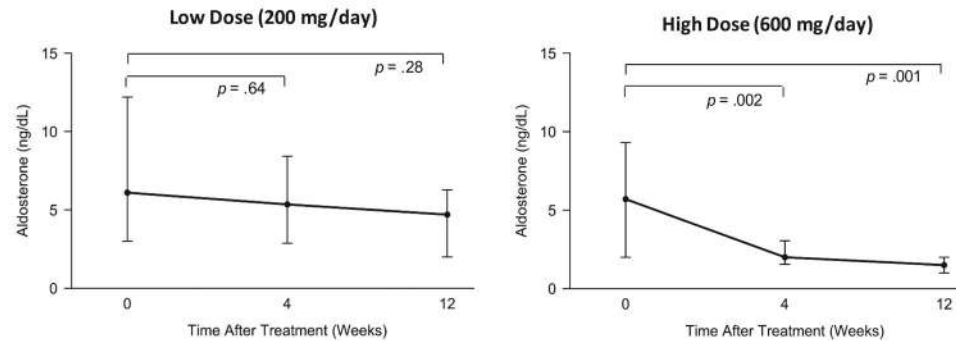 Low Dose (200 mg/day)
15
10
5
0
Aldosterone (ng/dL)
p = .28
p = .64
0 4 12
Time After Treatment (Weeks)
High Dose (600 mg/day)
15
10
5
0
Aldosterone (ng/dL)
p = .001
p = .002
0 4 12
Time After Treatment (Weeks)